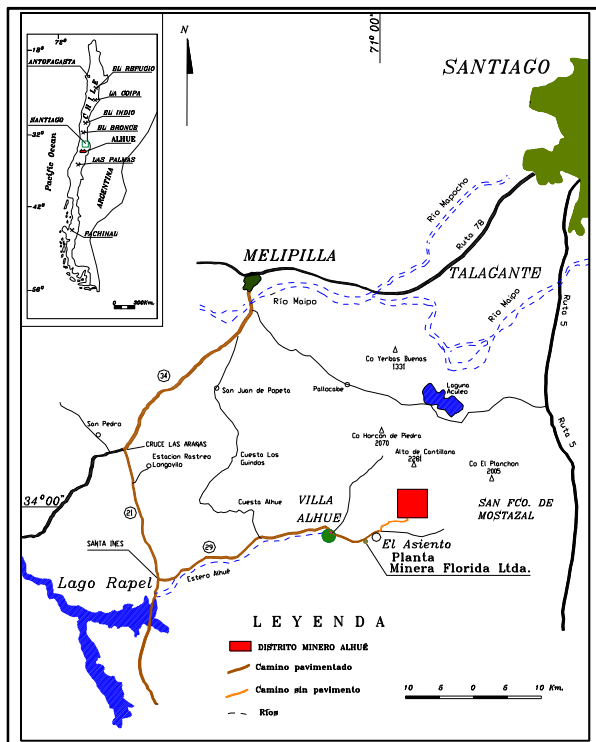 72°
18°
ANTOFAGASTA
EL REFUGIO
LA COIPA
CHILE
EL INDIO
SANTIAGO
EL BRONCE
32°
ALHUE
LAS PALMAS
Pacific Ocean
ARGENTINA
42°
PACHINAU
56°
0 300Km.
N
71°00'
SANTIAGO
Río Mapocho
Ruta 78
MELIPILLA
TALAGANTE
Río Maipo
Río Maipo
Ruta 5
Co Yerbas Buenas
1331
34
San Juan de Popeta
Pallocabe
Laguna
Aculeo
Ruta 5
San Pedro
CRUCE LAS ARAÑAS
Estacion Rastreo
Longovilo
Cuesta Los
Guindos
Co Horcon de Piedra
2070
Alto de Cantillana
2281
Co El Planchon
2005
34°00'
21
Cuesta Alhue
VILLA
ALHUE
SAN FCO. DE
MOSTAZAL
SANTA INES
29
El Asiento
Planta
Minera Florida Ltda.
Lago Rapel
Estero Alhué
LEYENDA
DISTRITO MINERO ALHUÉ
Camino pavimentado
Camino sin pavimento
Ríos
10 5 0 5 10 Km.